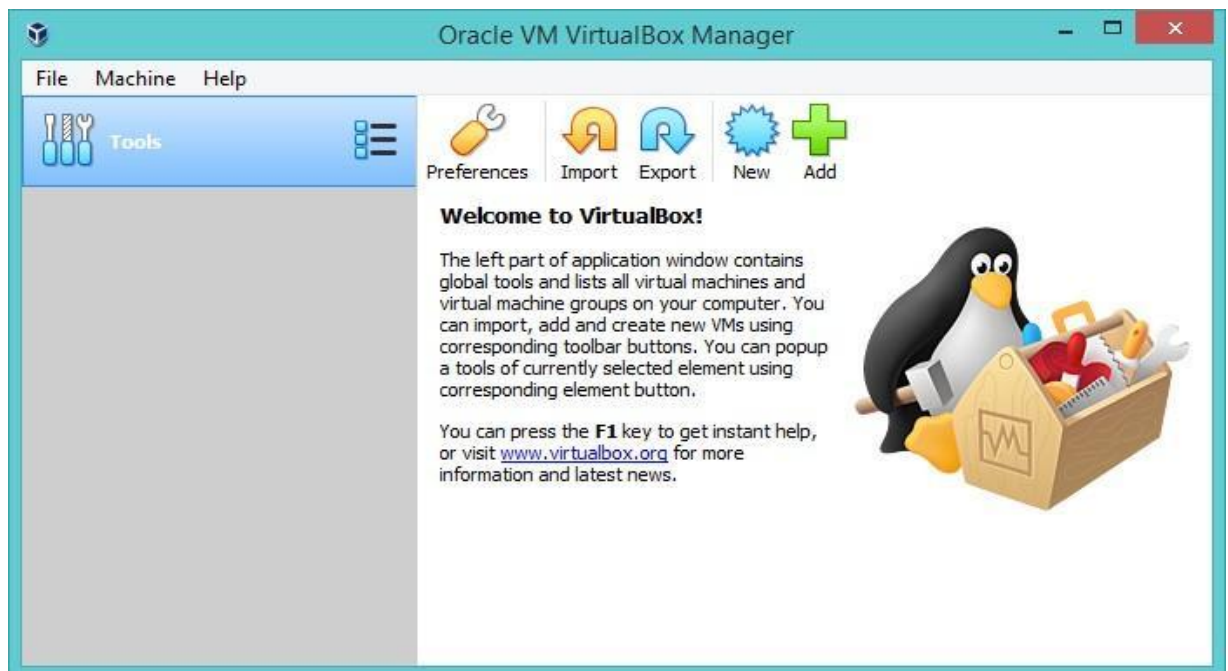 Oracle VM VirtualBox Manager
File Machine Help
Tools
Preferences Import Export New Add
Welcome to VirtualBox!
The left part of application window contains
global tools and lists all virtual machines and
virtual machine groups on your computer. You
can import, add and create new VMs using
corresponding toolbar buttons. You can popup
a tools of currently selected element using
corresponding element button.
You can press the F1 key to get instant help,
or visit www.virtualbox.org for more
information and latest news.